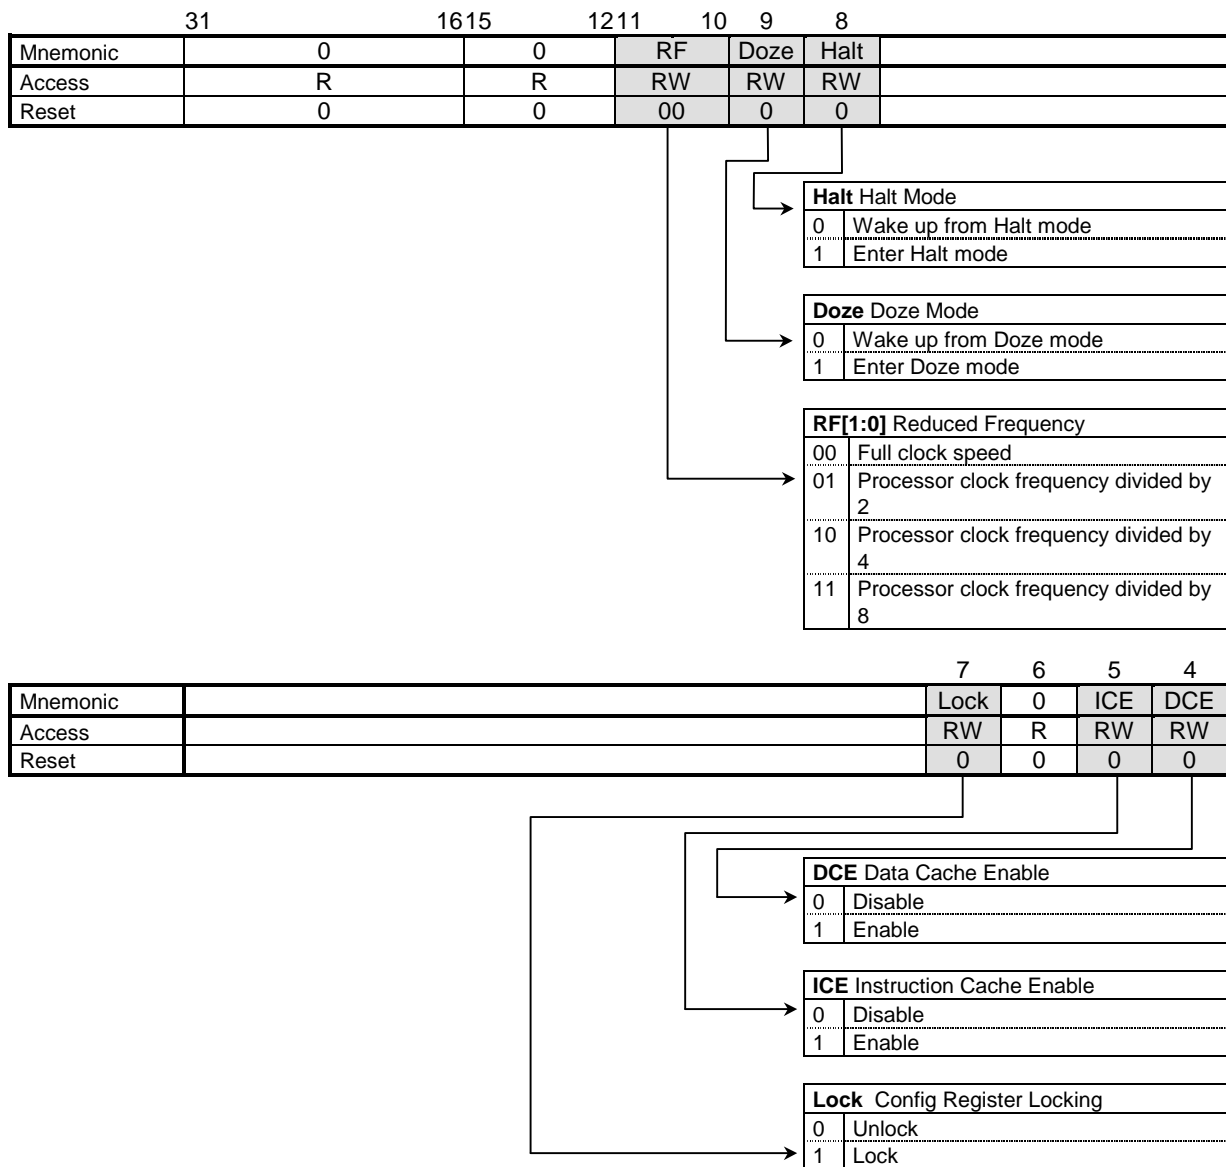 31 1615 1211 10 9 8
Mnemonic 0 0 RF Doze Halt
Access R R RW RW RW
Reset 0 0 00 0 0
Halt Halt Mode
0 Wake up from Halt mode
1 Enter Halt mode
Doze Doze Mode
0 Wake up from Doze mode
1 Enter Doze mode
RF[1:0] Reduced Frequency
00 Full clock speed
01 Processor clock frequency divided by
2
10 Processor clock frequency divided by
4
11 Processor clock frequency divided by
8
7 6 5 4
Mnemonic Lock 0 ICE DCE
Access RW R RW RW
Reset 0 0 0 0
DCE Data Cache Enable
0 Disable
1 Enable
ICE Instruction Cache Enable
0 Disable
1 Enable
Lock Config Register Locking
0 Unlock
1 Lock